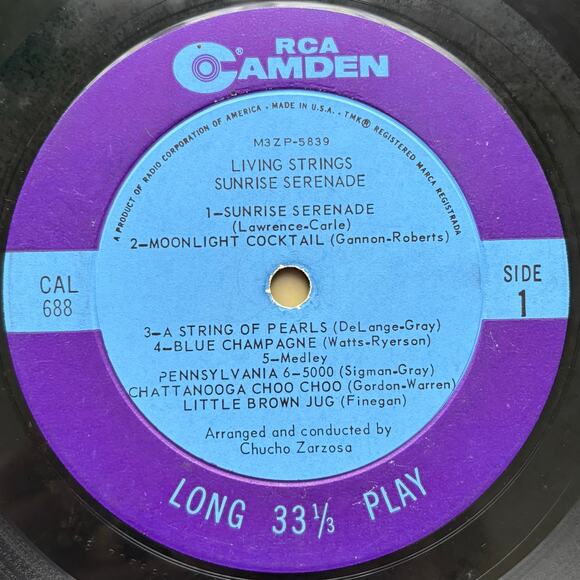 RCA
CAMDEN®
A PRODUCT OF RADIO CORPORATION OF AMERICA • MADE IN U.S.A. • TMK® REGISTERED MARCA REGISTRADA
M3ZP-5839
LIVING STRINGS
SUNRISE SERENADE
1—SUNRISE SERENADE
(Lawrence-Carle)
2—MOONLIGHT COCKTAIL (Gannon-Roberts)
CAL
688
SIDE
1
3—A STRING OF PEARLS (DeLange-Gray)
4—BLUE CHAMPAGNE (Watts-Ryerson)
5—Medley
PENNSYLVANIA 6-5000 (Sigman-Gray)
CHATTANOOGA CHOO CHOO (Gordon-Warren)
LITTLE BROWN JUG (Finegan)
Arranged and conducted by
Chucho Zarzosa
LONG 33⅓ PLAY